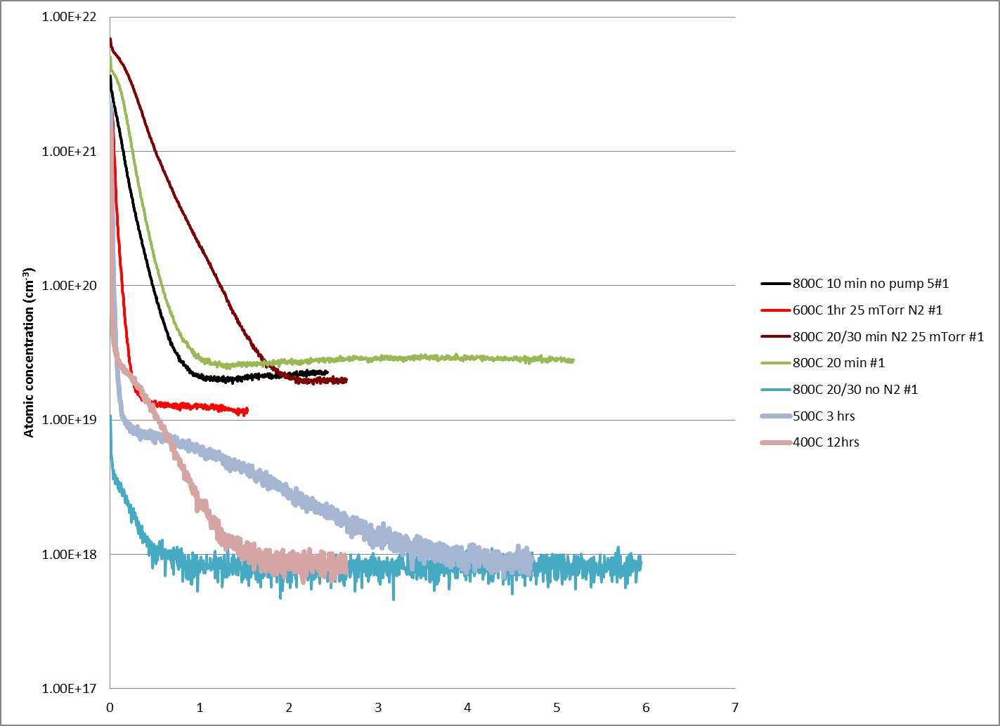 1.00E+22
1.00E+21
1.00E+20
1.00E+19
1.00E+18
1.00E+17
Atomic concentration (cm-3)
0 1 2 3 4 5 6 7
800C 10 min no pump 5#1
600C 1hr 25 mTorr N2 #1
800C 20/30 min N2 25 mTorr #1
800C 20 min #1
800C 20/30 no N2 #1
500C 3 hrs
400C 12hrs